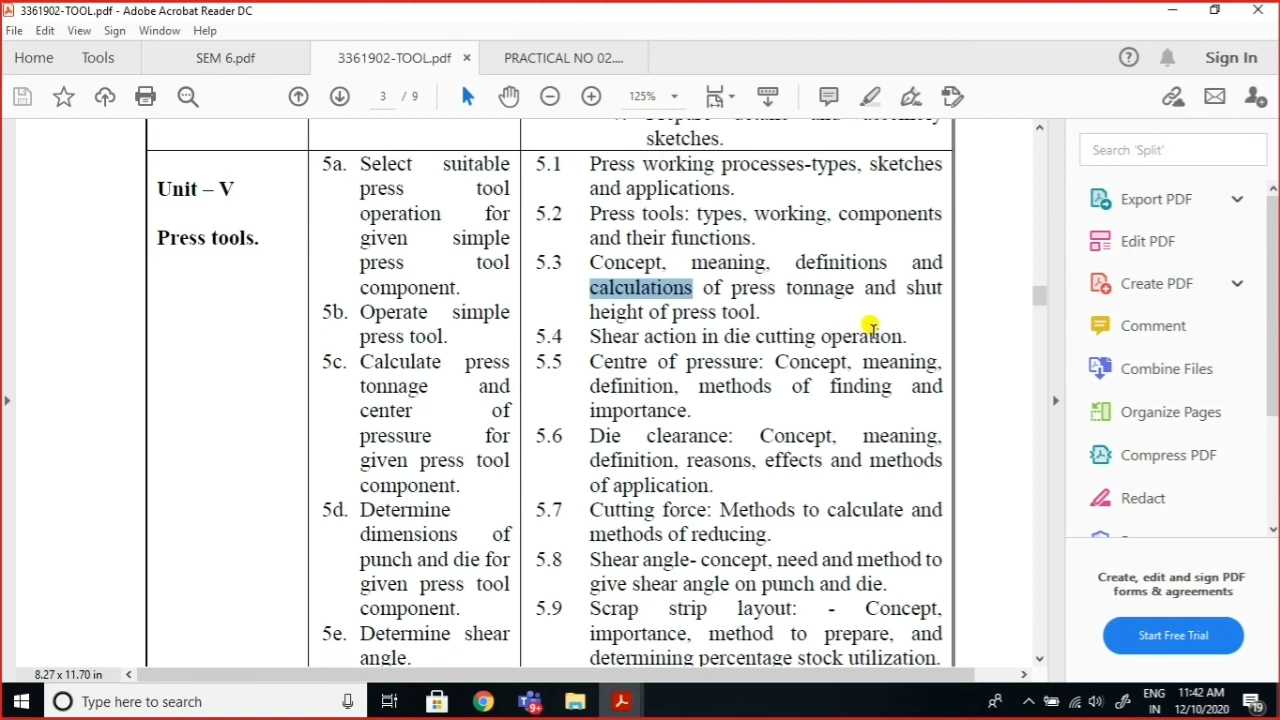 3361902-TOOL.pdf - Adobe Acrobat Reader DC
File Edit View Sign Window Help
Home Tools SEM 6.pdf 3361902-TOOL.pdf × PRACTICAL NO 02.... Sign In
3 / 9 125%
sketches.
Unit – V
Press tools.
5a. Select suitable
press tool
operation for
given simple
press tool
component.
5b. Operate simple
press tool.
5c. Calculate press
tonnage and
center of
pressure for
given press tool
component.
5d. Determine
dimensions of
punch and die for
given press tool
component.
5e. Determine shear
angle.
5.1 Press working processes-types, sketches
and applications.
5.2 Press tools: types, working, components
and their functions.
5.3 Concept, meaning, definitions and
calculations of press tonnage and shut
height of press tool.
5.4 Shear action in die cutting operation.
5.5 Centre of pressure: Concept, meaning,
definition, methods of finding and
importance.
5.6 Die clearance: Concept, meaning,
definition, reasons, effects and methods
of application.
5.7 Cutting force: Methods to calculate and
methods of reducing.
5.8 Shear angle- concept, need and method to
give shear angle on punch and die.
5.9 Scrap strip layout: - Concept,
importance, method to prepare, and
determining percentage stock utilization.
Search 'Split'
Export PDF
Edit PDF
Create PDF
Comment
Combine Files
Organize Pages
Compress PDF
Redact
Create, edit and sign PDF
forms & agreements
Start Free Trial
8.27 x 11.70 in
Type here to search
9+
ENG
IN
11:42 AM
12/10/2020
19